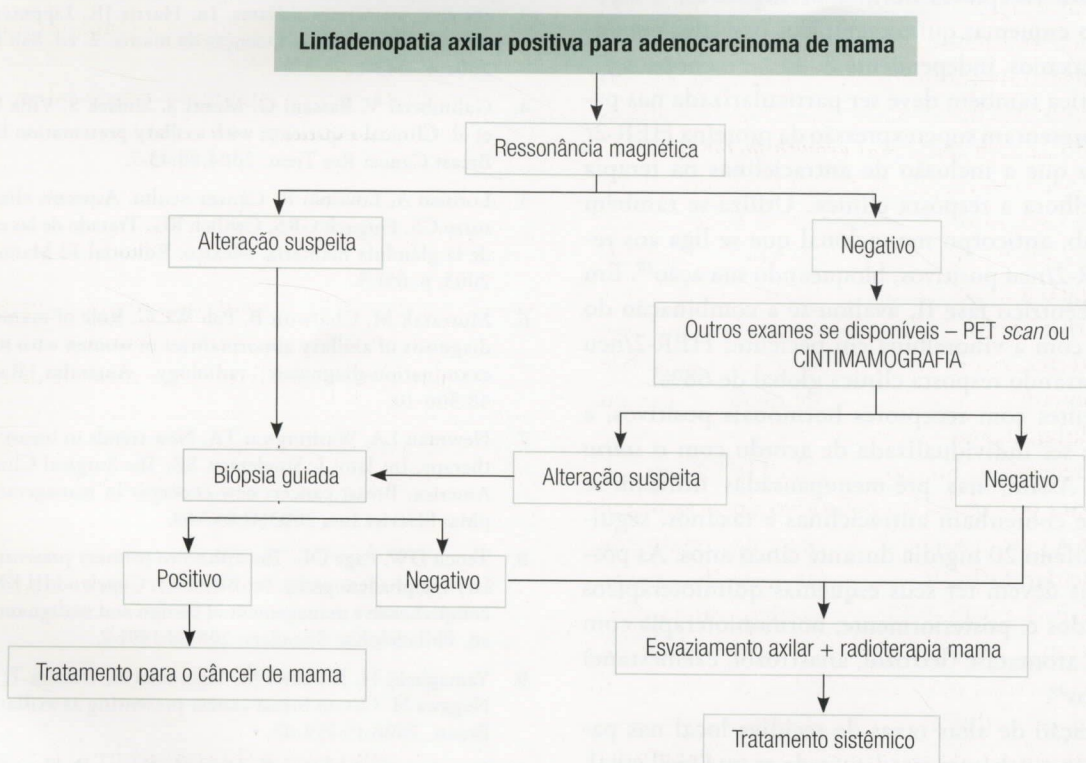 Linfadenopatia axilar positiva para adenocarcinoma de mama
Ressonância magnética
Alteração suspeita
Negativo
Outros exames se disponíveis – PET scan ou
CINTIMAMOGRAFIA
Biópsia guiada
Alteração suspeita
Negativo
Positivo
Negativo
Tratamento para o câncer de mama
Esvaziamento axilar + radioterapia mama
Tratamento sistêmico